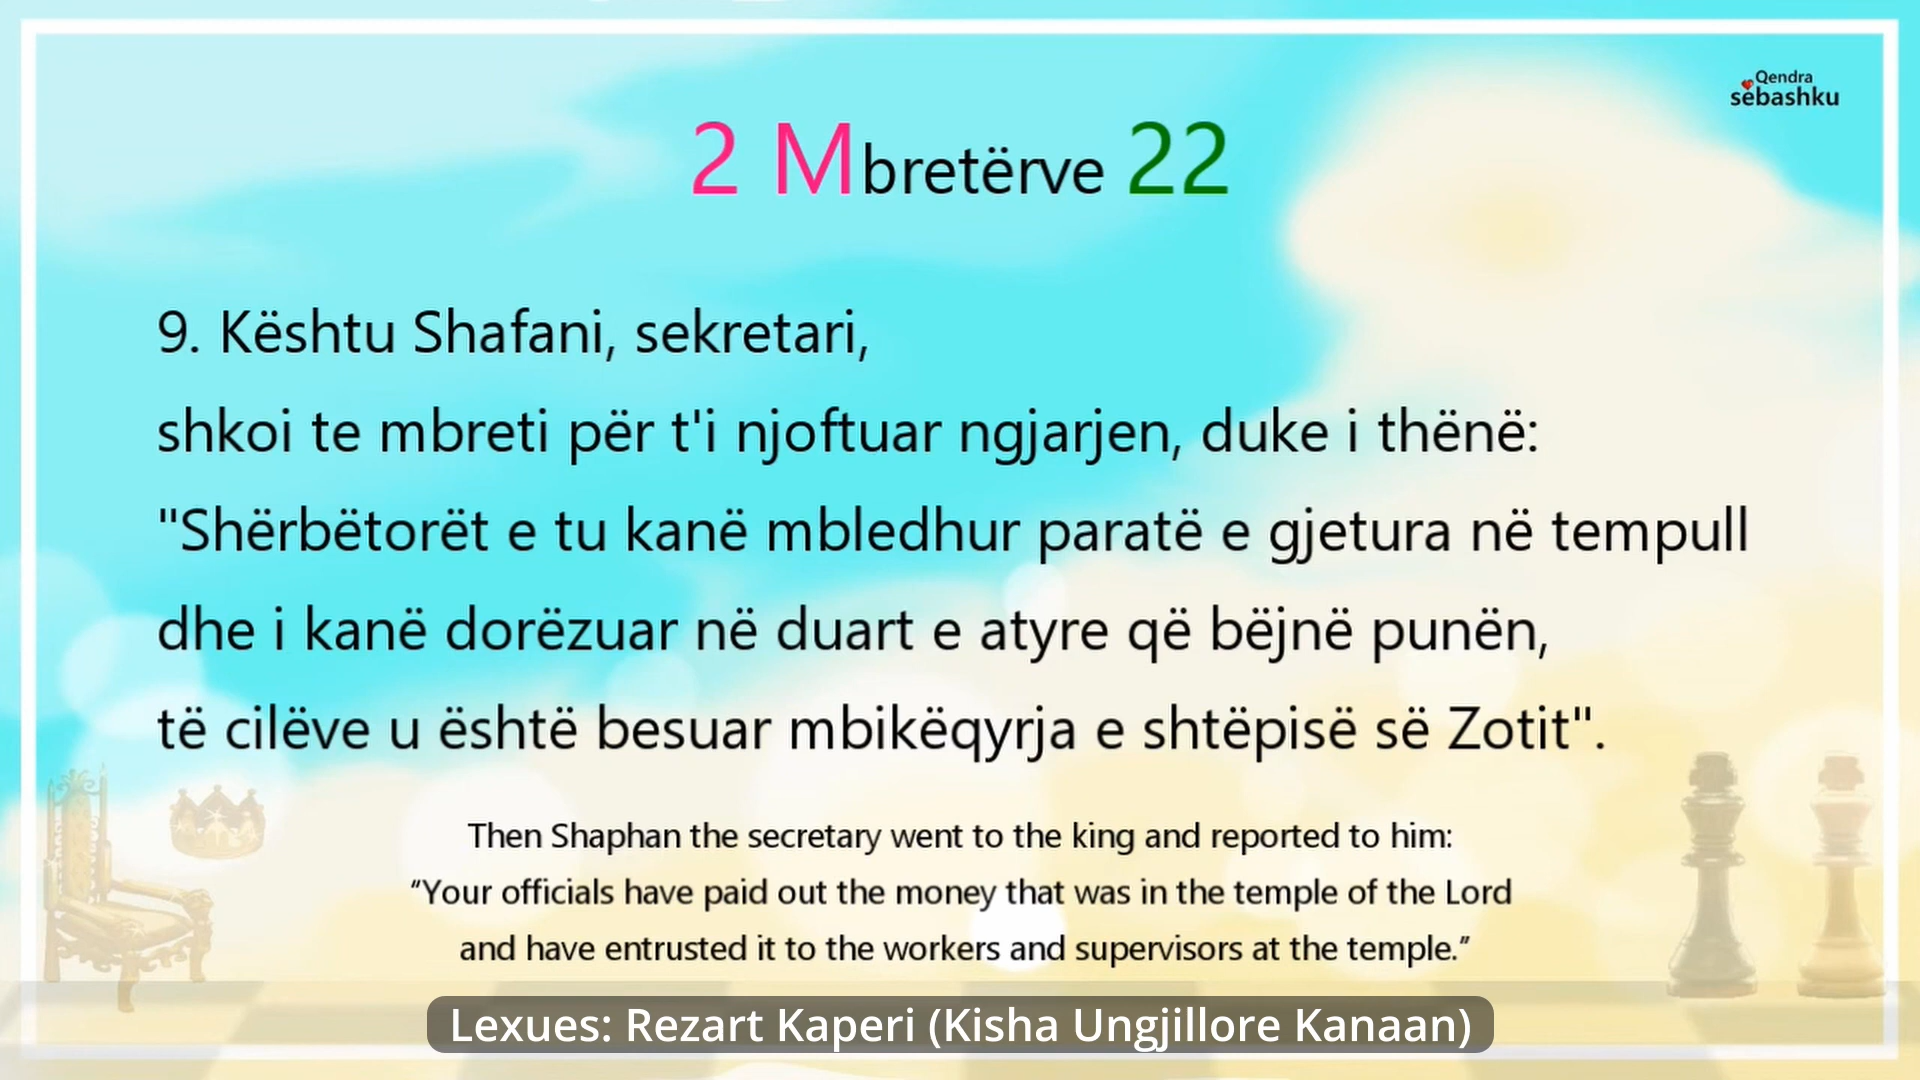 Qendra
sëbashku
2 Mbretërve 22
9. Kështu Shafani, sekretari,
shkoi te mbreti për t'i njoftuar ngjarjen, duke i thënë:
"Shërbëtorët e tu kanë mbledhur paratë e gjetura në tempull
dhe i kanë dorëzuar në duart e atyre që bëjnë punën,
të cilëve u është besuar mbikëqyrja e shtëpisë së Zotit".
Then Shaphan the secretary went to the king and reported to him:
“Your officials have paid out the money that was in the temple of the Lord
and have entrusted it to the workers and supervisors at the temple.”
Lexues: Rezart Kaperi (Kisha Ungjillore Kanaan)